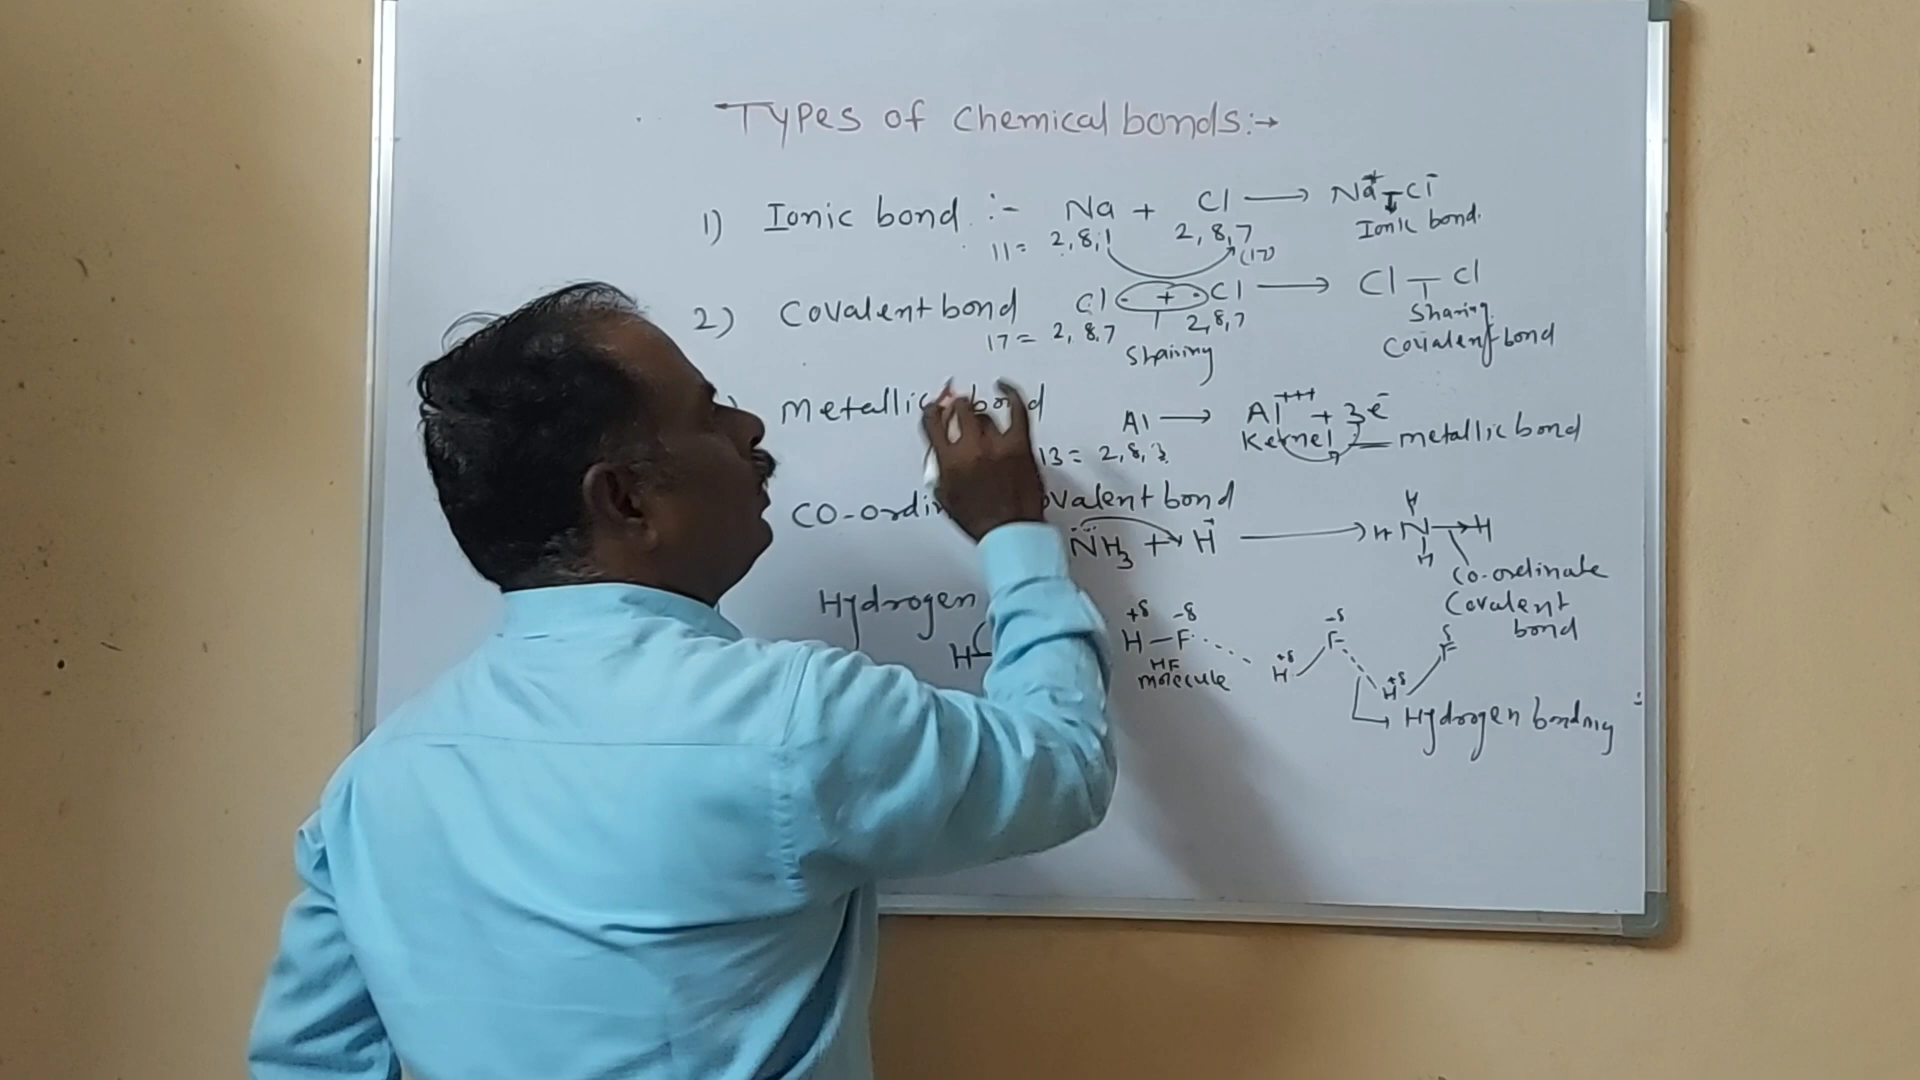 Types of chemical bonds:→
1) Ionic bond :- Na + Cl → Na+ - Cl-
11= 2,8,1 2,8,7 (17) Ionic bond.
2) Covalent bond Cl + Cl → Cl - Cl
17= 2,8,7 2,8,7 Sharing
Sharing Covalent bond
) Metallic bond Al → Al+++ + 3e-
13= 2,8,3 Kernel metallic bond
CO-ordin ovalent bond
NH3 + H+ → H N→H
H
H
Co-ordinate
Covalent
bond
Hydrogen
H-
+δ -δ
H-F
HF
molecule
+δ H -δ F
+δ H δ F
Hydrogen bonding